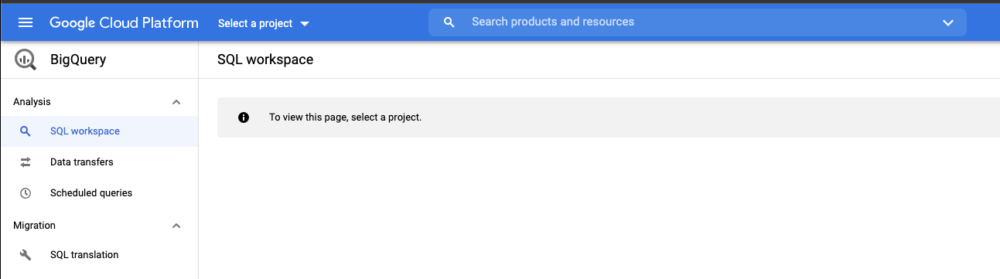 Google Cloud Platform
Select a project
Search products and resources
BigQuery
SQL workspace
Analysis
SQL workspace
Data transfers
Scheduled queries
Migration
SQL translation
To view this page, select a project.